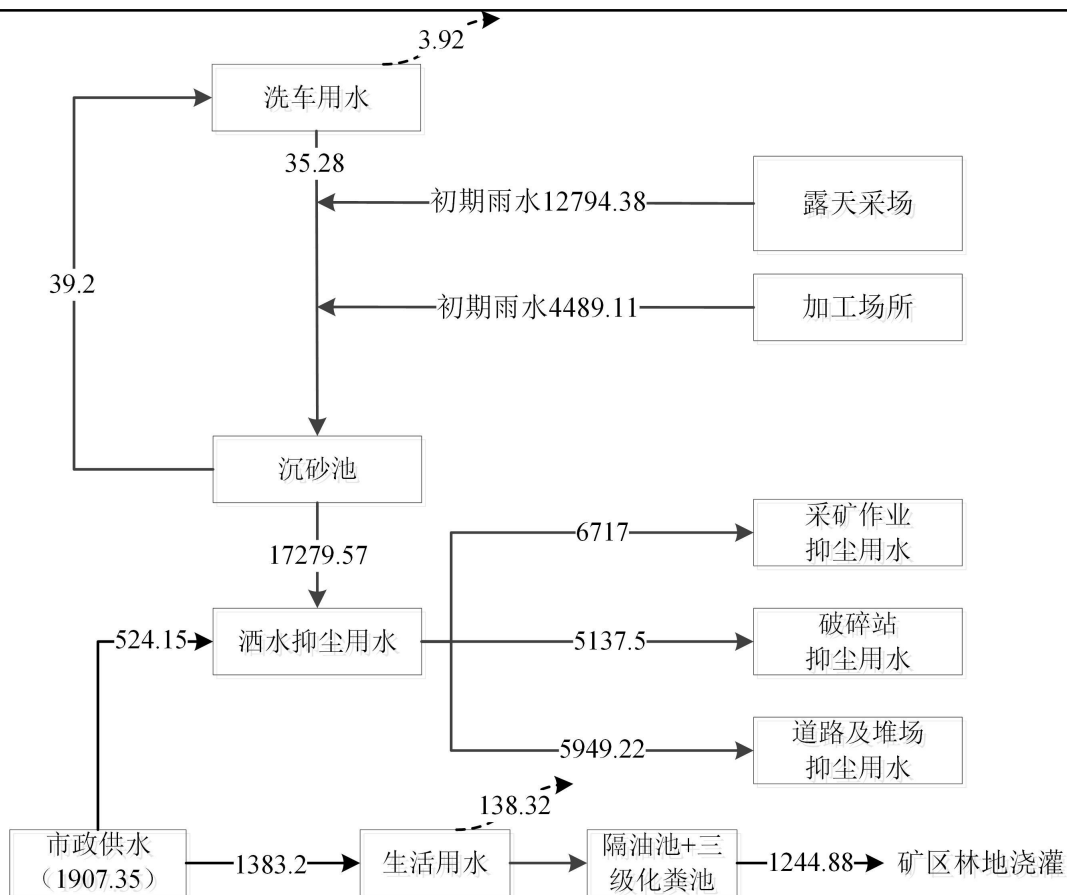 3.92
洗车用水
35.28
初期雨水12794.38
露天采场
39.2
初期雨水4489.11
加工场所
沉砂池
17279.57
6717
采矿作业
抑尘用水
524.15
洒水抑尘用水
5137.5
破碎站
抑尘用水
5949.22
道路及堆场
抑尘用水
138.32
市政供水
（1907.35）
1383.2
生活用水
隔油池+三
级化粪池
1244.88
矿区林地浇灌